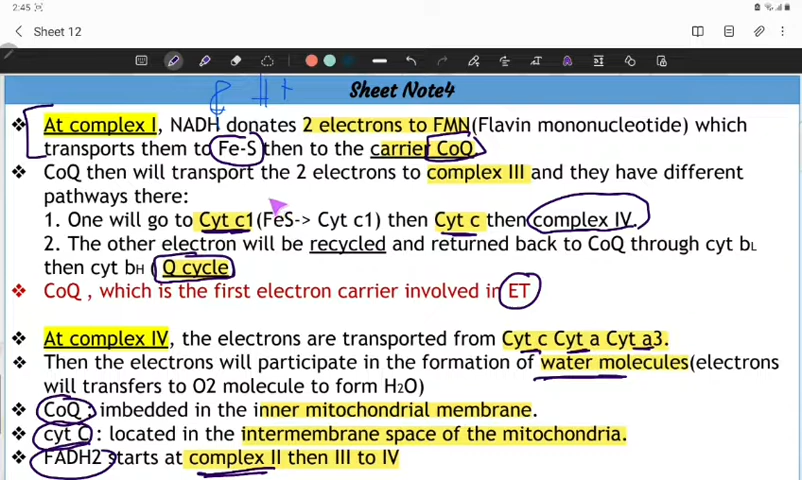 2:45
Sheet 12
H+
Sheet Note4
❖ At complex I, NADH donates 2 electrons to FMN(Flavin mononucleotide) which
transports them to Fe-S then to the carrier CoQ
❖ CoQ then will transport the 2 electrons to complex III and they have different
pathways there:
1. One will go to Cyt c1(FeS-> Cyt c1) then Cyt c then complex IV.
2. The other electron will be recycled and returned back to CoQ through cyt bL
then cyt bH Q cycle
❖ CoQ , which is the first electron carrier involved in ET
❖ At complex IV, the electrons are transported from Cyt c Cyt a Cyt a3.
❖ Then the electrons will participate in the formation of water molecules(electrons
will transfers to O2 molecule to form H2O)
❖ CoQ : imbedded in the inner mitochondrial membrane.
❖ cyt C : located in the intermembrane space of the mitochondria.
❖ FADH2 starts at complex II then III to IV